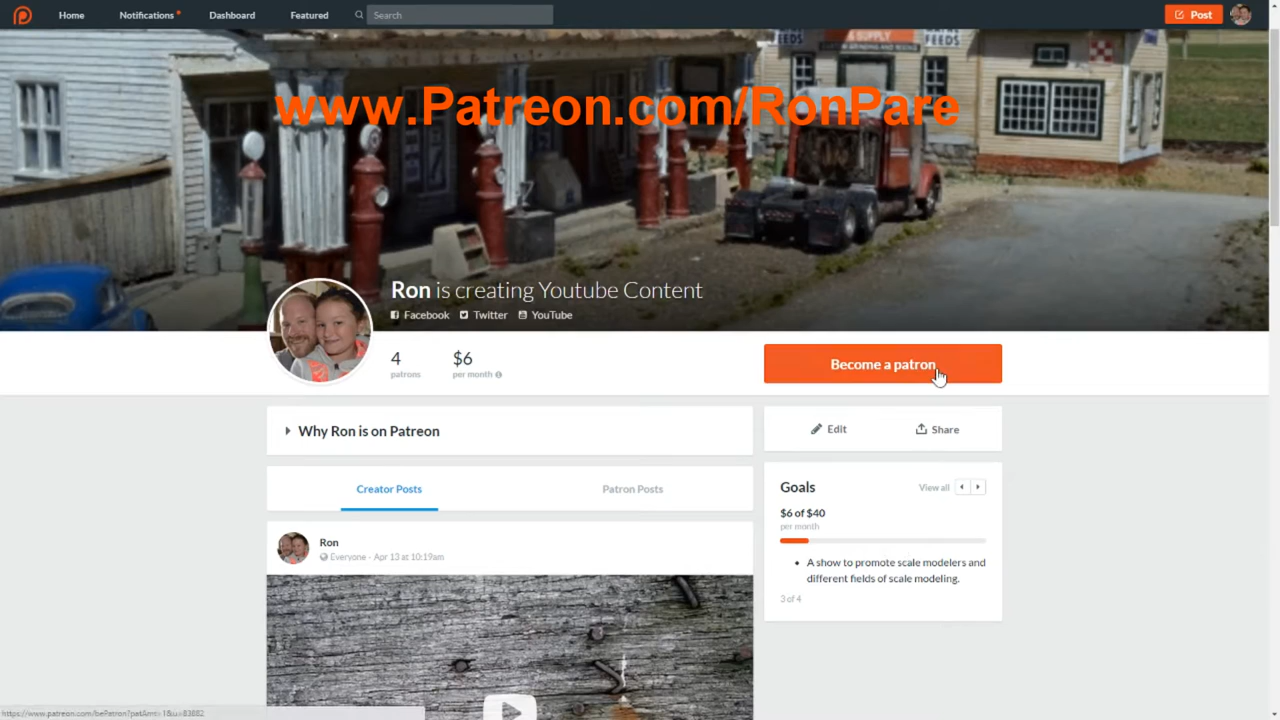 Home Notifications Dashboard Featured Search Post
FEEDS & SUPPLY FEEDS
www.Patreon.com/RonPare
Ron is creating Youtube Content
Facebook Twitter YouTube
4 $6
patrons per month
Become a patron
Why Ron is on Patreon
Edit Share
Creator Posts Patron Posts
Goals View all
$6 of $40
per month
• A show to promote scale modelers and
different fields of scale modeling.
3 of 4
Ron
Everyone - Apr 13 at 10:19am